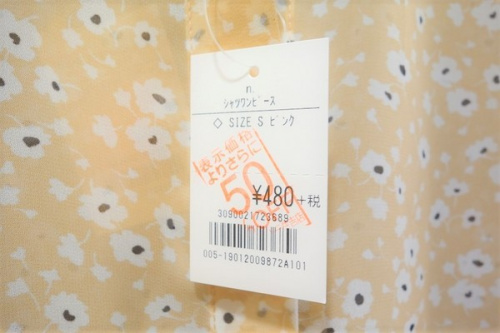 n.
シャツワンピース
◇ SIZE S ピンク
表示価格
よりさらに
50
¥480+税
3090021723689
005-19012009872A101